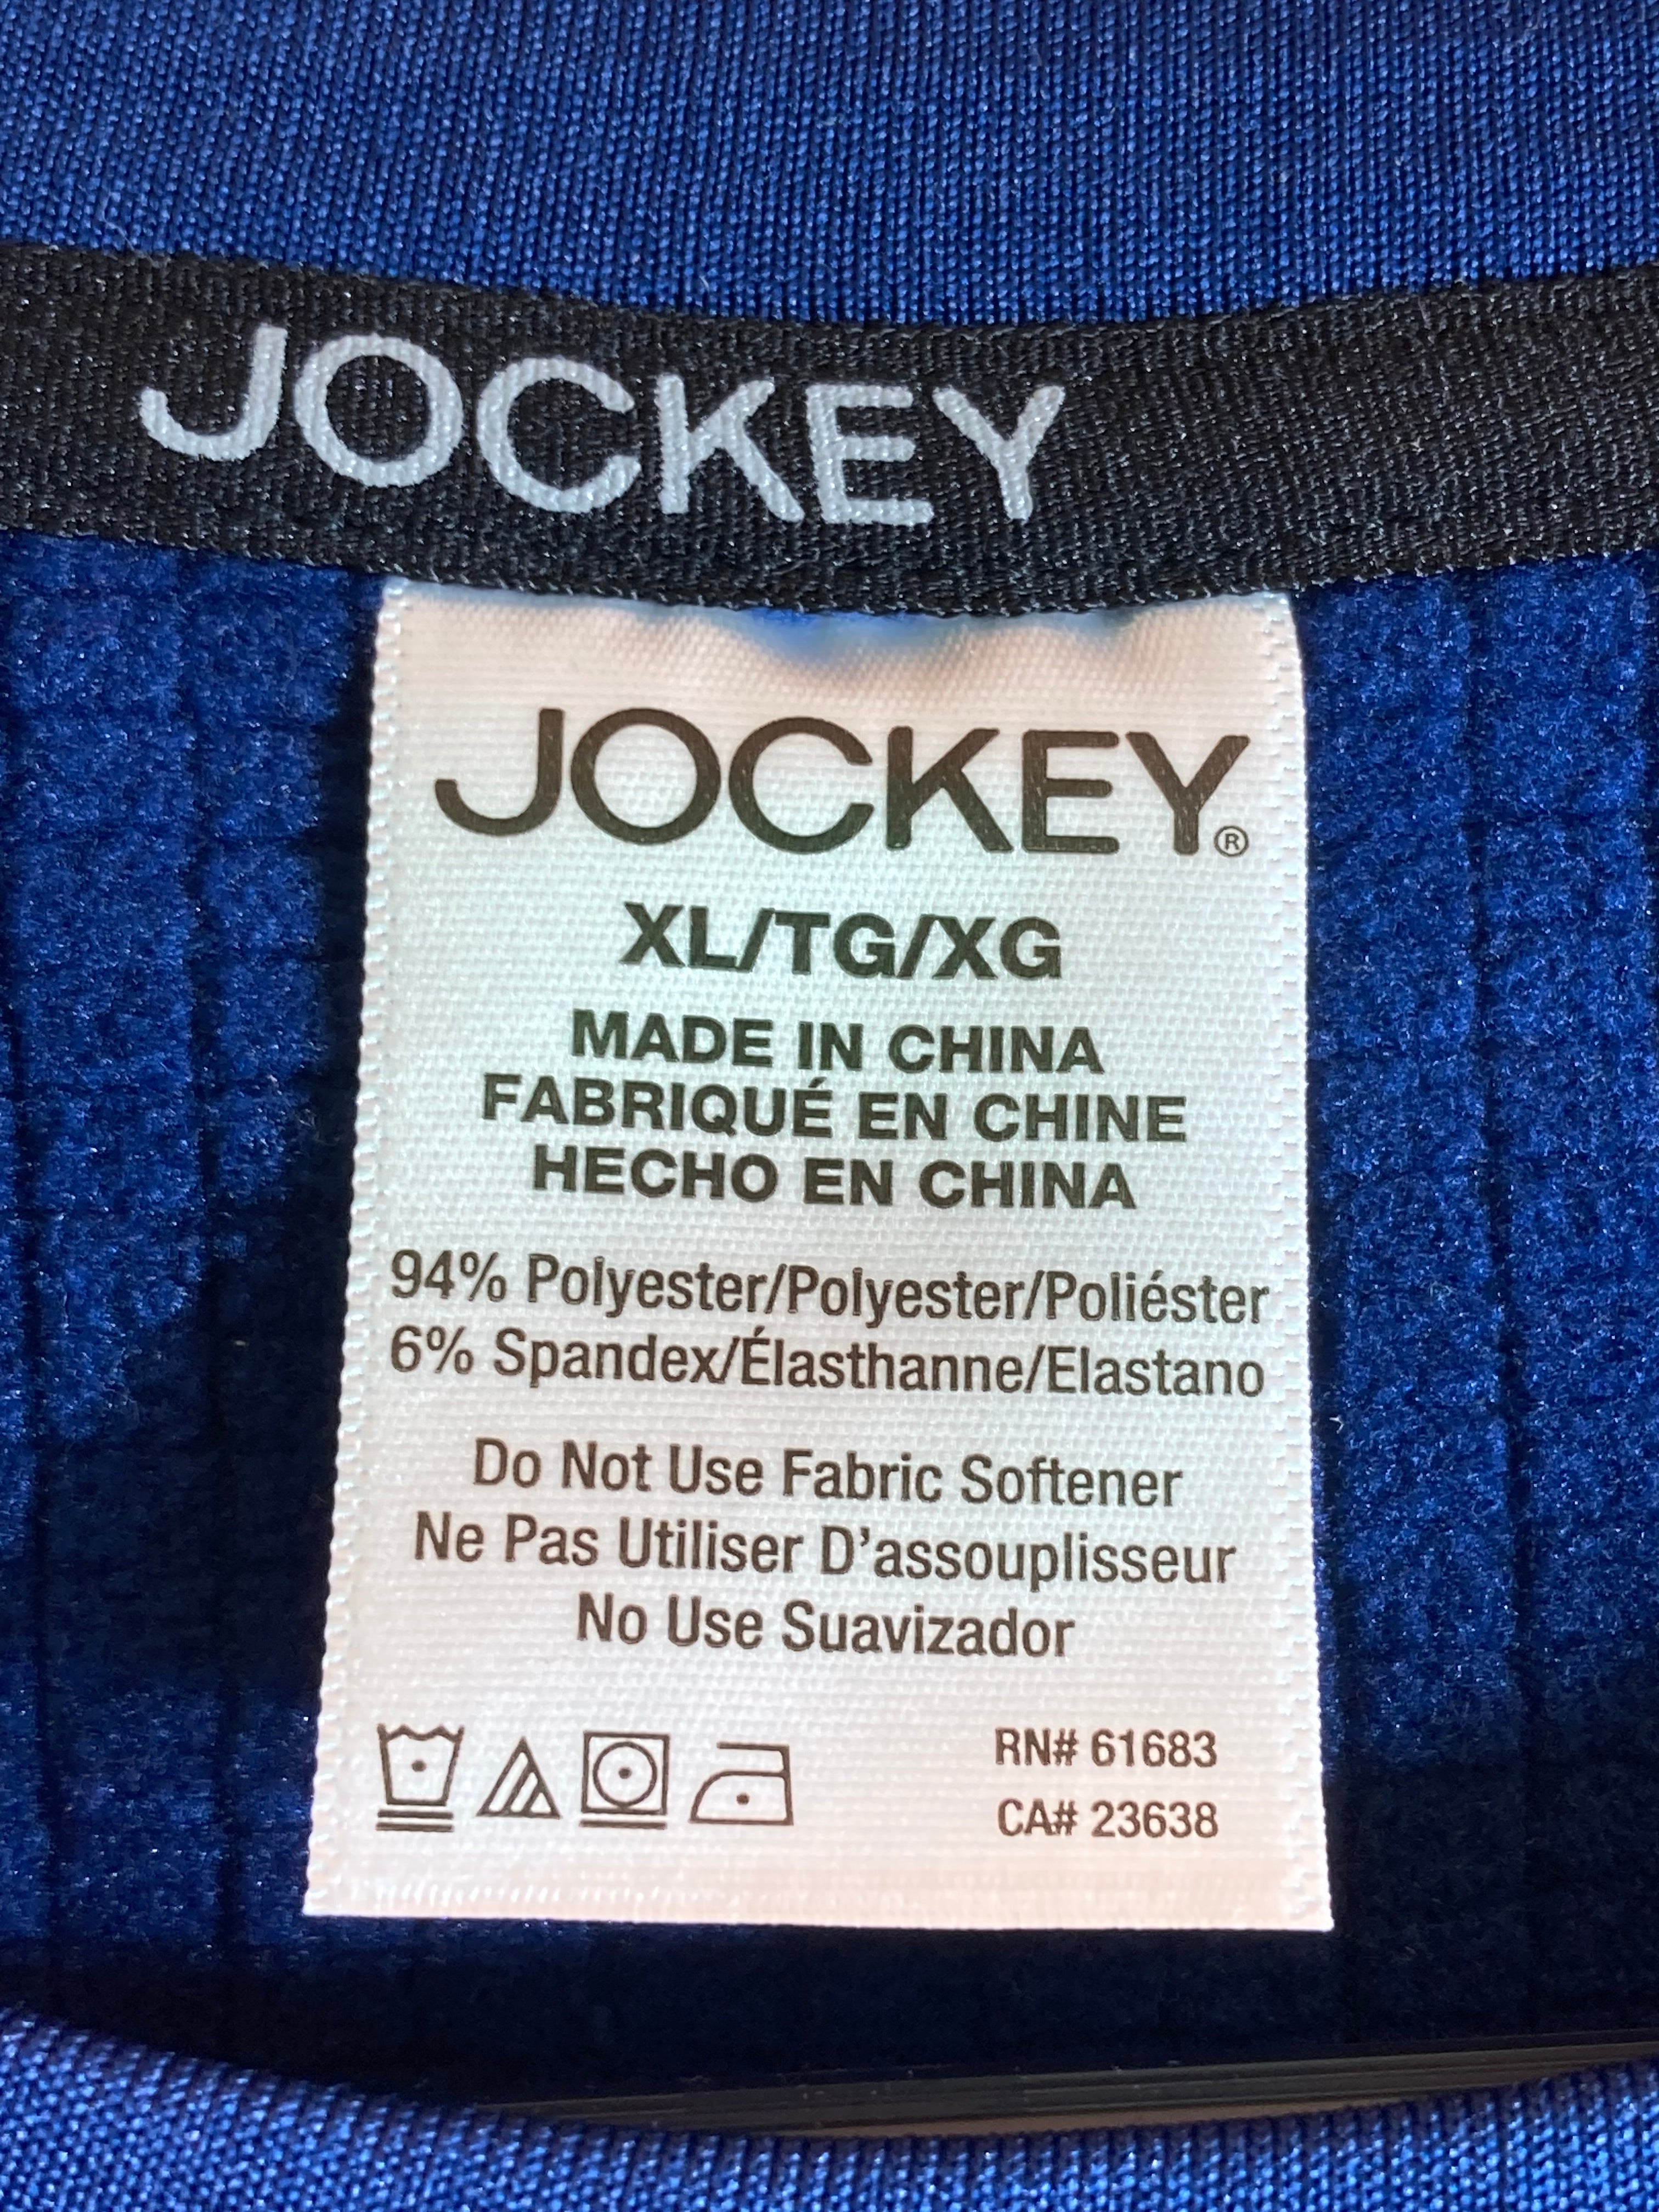 JOCKEY
JOCKEY®
XL/TG/XG
MADE IN CHINA
FABRIQUÉ EN CHINE
HECHO EN CHINA
94% Polyester/Polyester/Poliéster
6% Spandex/Élasthanne/Elastano
Do Not Use Fabric Softener
Ne Pas Utiliser D'assouplisseur
No Use Suavizador
RN# 61683
CA# 23638